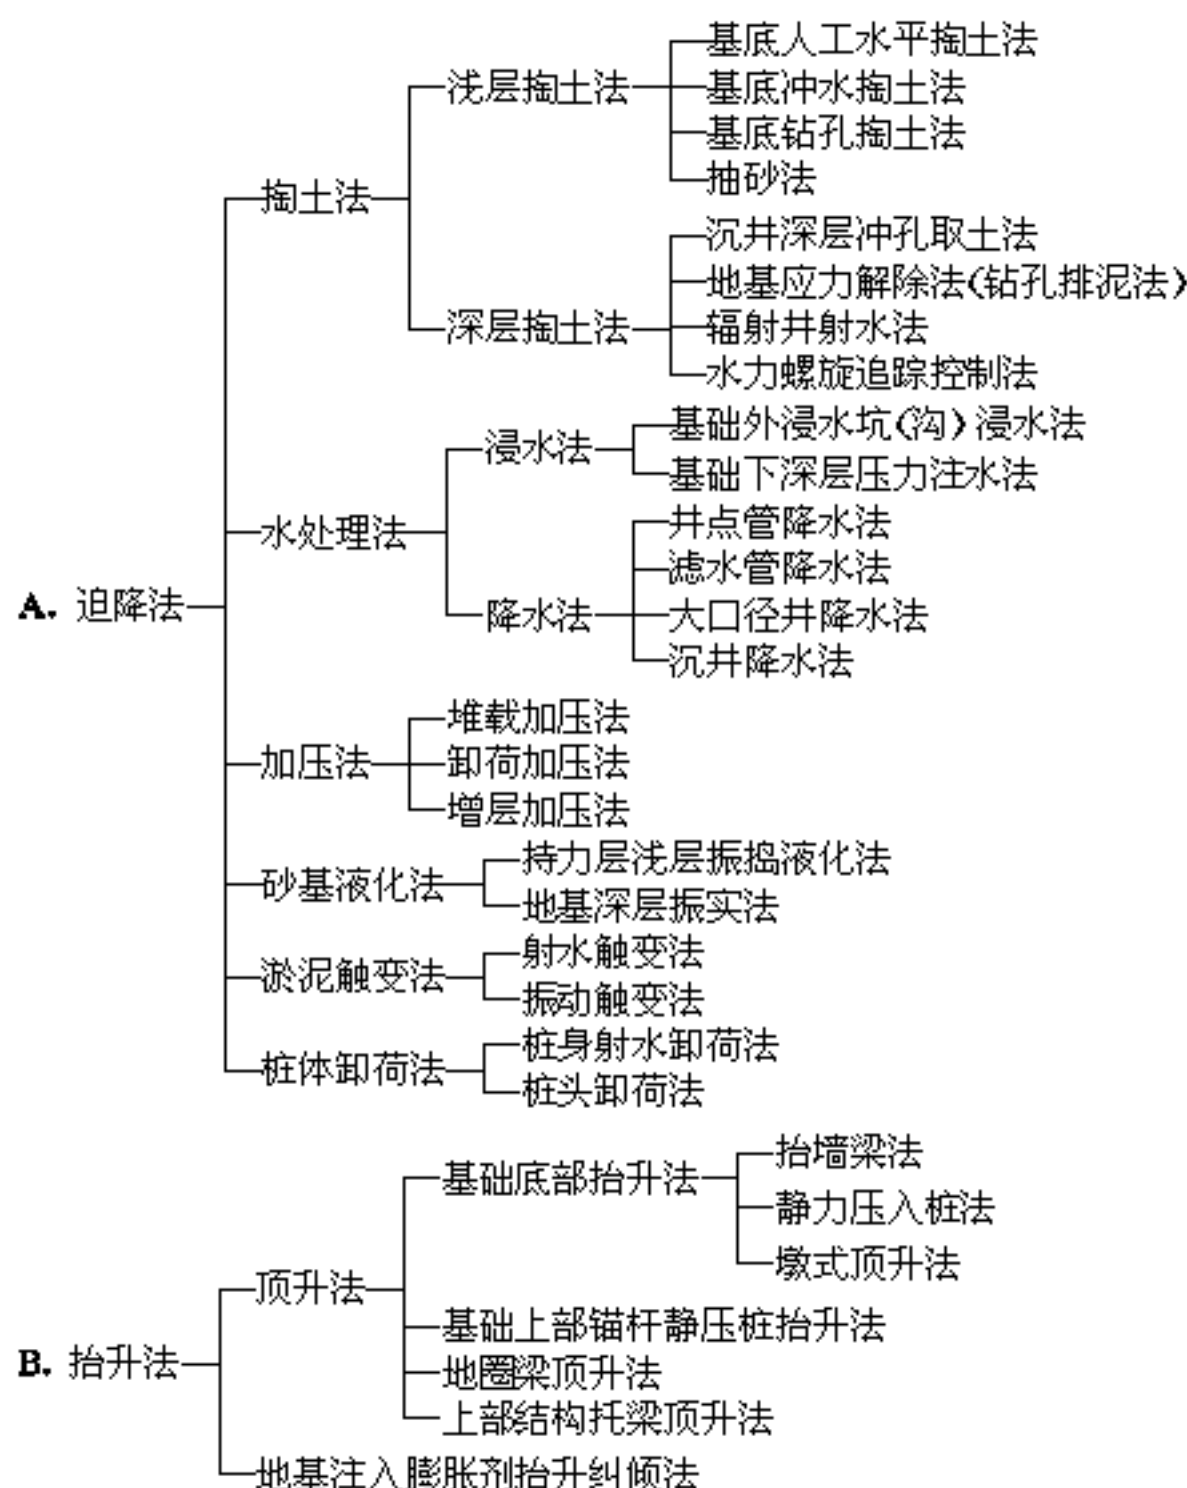 基底人工水平掏土法
浅层掏土法
基底冲水掏土法
基底钻孔掏土法
抽砂法
掏土法
沉井深层冲孔取土法
地基应力解除法(钻孔排泥法)
深层掏土法
辐射井射水法
水力螺旋追踪控制法
基础外浸水坑(沟)浸水法
浸水法
基础下深层压力注水法
水处理法
井点管降水法
滤水管降水法
A. 迫降法
降水法
大口径井降水法
沉井降水法
堆载加压法
加压法
卸荷加压法
增层加压法
持力层浅层振捣液化法
砂基液化法
地基深层振实法
射水触变法
淤泥触变法
振动触变法
桩身射水卸荷法
桩体卸荷法
桩头卸荷法
抬墙梁法
基础底部抬升法
静力压入桩法
墩式顶升法
顶升法
基础上部锚杆静压桩抬升法
B. 抬升法
地圈梁顶升法
上部结构托梁顶升法
地基注入膨胀剂抬升纠倾法